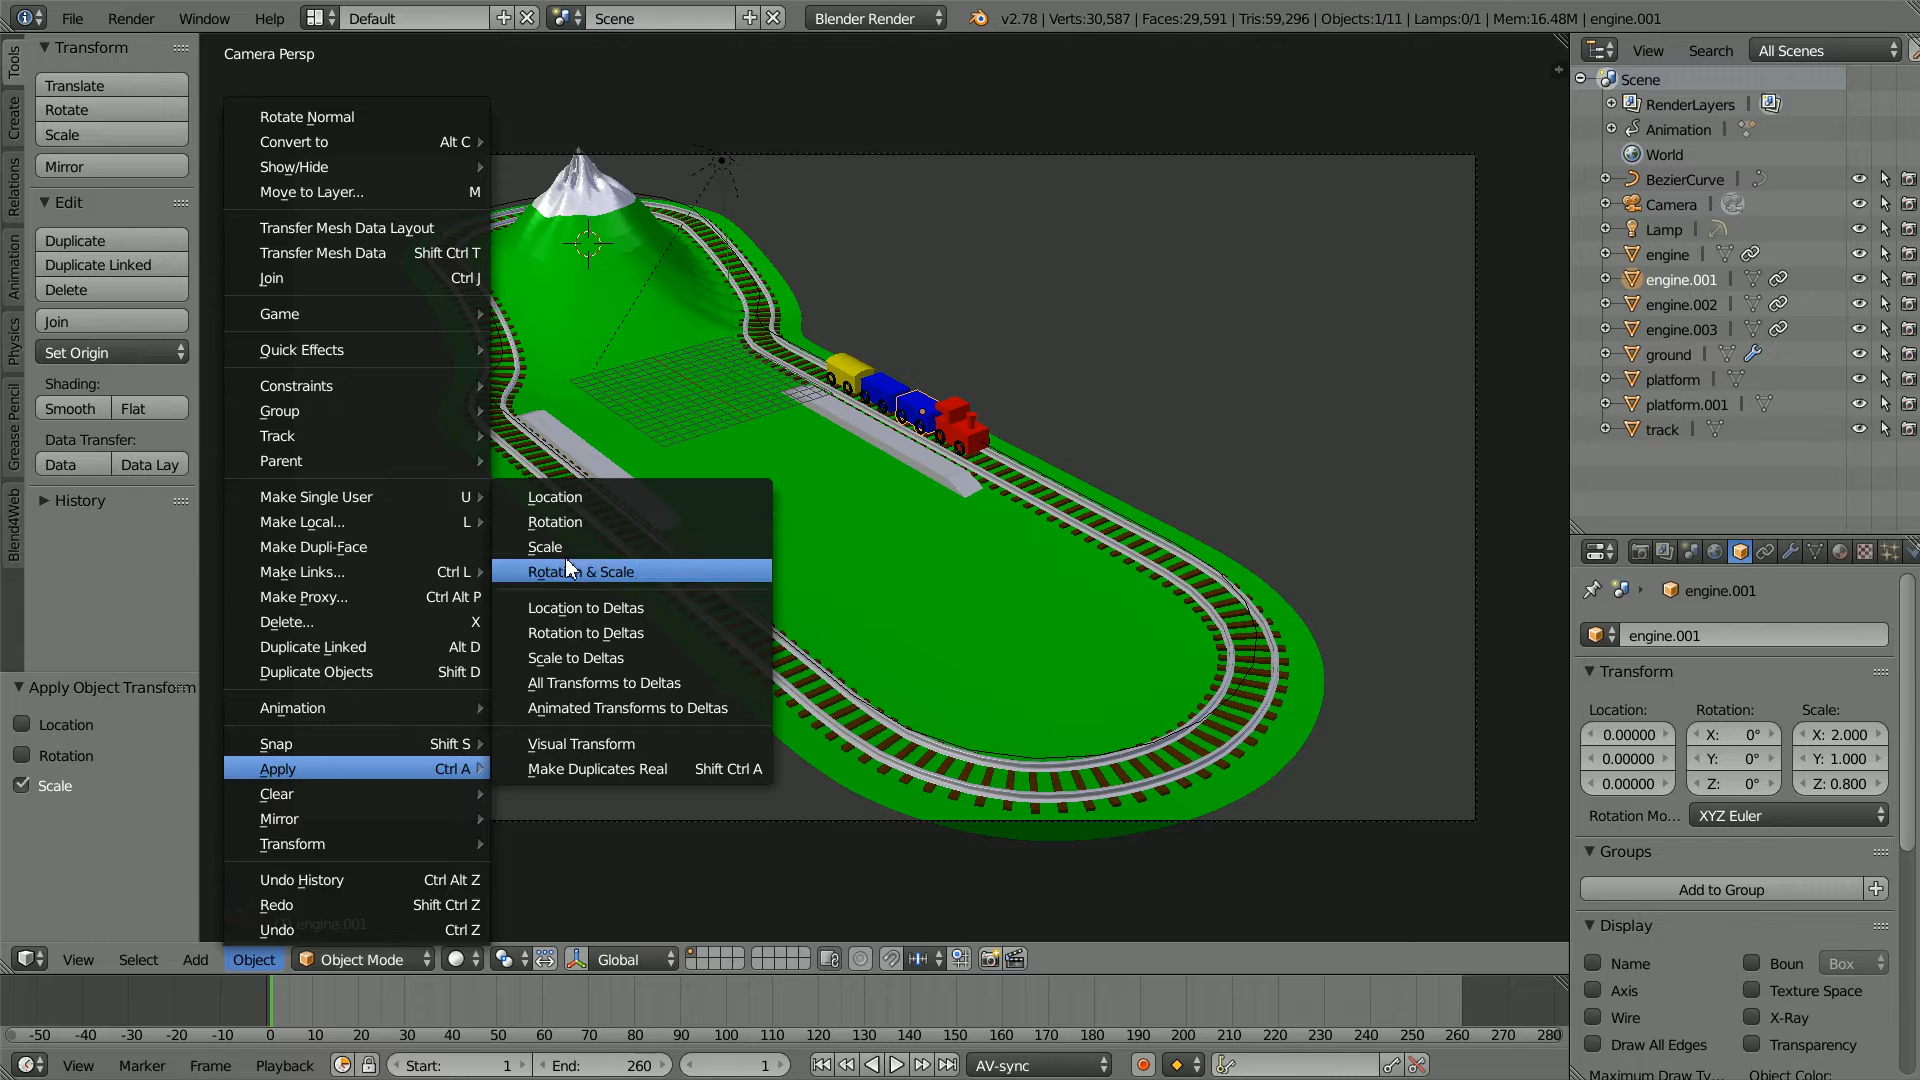 File Render Window Help Default Scene Blender Render v2.78 | Verts:30,587 | Faces:29,591 | Tris:59,296 | Objects:1/11 | Lamps:0/1 | Mem:16.48M | engine.001
Tools
Create
Relations
Animation
Physics
Grease Pencil
Blend4Web
Transform
Translate
Rotate
Scale
Mirror
Edit
Duplicate
Duplicate Linked
Delete
Join
Set Origin
Shading:
Smooth Flat
Data Transfer:
Data Data Lay
History
Apply Object Transform
Location
Rotation
Scale
Camera Persp
Rotate Normal
Convert to Alt C
Show/Hide
Move to Layer... M
Transfer Mesh Data Layout
Transfer Mesh Data Shift Ctrl T
Join Ctrl J
Game
Quick Effects
Constraints
Group
Track
Parent
Make Single User U
Make Local... L
Make Dupli-Face
Make Links... Ctrl L
Make Proxy... Ctrl Alt P
Delete... X
Duplicate Linked Alt D
Duplicate Objects Shift D
Animation
Snap Shift S
Apply Ctrl A
Clear
Mirror
Transform
Undo History Ctrl Alt Z
Redo Shift Ctrl Z
(1) engine.001
Undo Ctrl Z
Location
Rotation
Scale
Rotation & Scale
Location to Deltas
Rotation to Deltas
Scale to Deltas
All Transforms to Deltas
Animated Transforms to Deltas
Visual Transform
Make Duplicates Real Shift Ctrl A
View Search All Scenes
Scene
RenderLayers |
Animation |
World
BezierCurve |
Camera |
Lamp |
engine |
engine.001 |
engine.002 |
engine.003 |
ground |
platform |
platform.001 |
track |
engine.001
engine.001
Transform
Location: Rotation: Scale:
0.00000 X: 0° X: 2.000
0.00000 Y: 0° Y: 1.000
0.00000 Z: 0° Z: 0.800
Rotation Mo... XYZ Euler
Groups
Add to Group
Display
Name Boun Box
Axis Texture Space
Wire X-Ray
Draw All Edges Transparency
Maximum Draw Ty Object Color:
View Select Add Object Object Mode Global
-50 -40 -30 -20 -10 0 10 20 30 40 50 60 70 80 90 100 110 120 130 140 150 160 170 180 190 200 210 220 230 240 250 260 270 280
View Marker Frame Playback Start: 1 End: 260 1 AV-sync